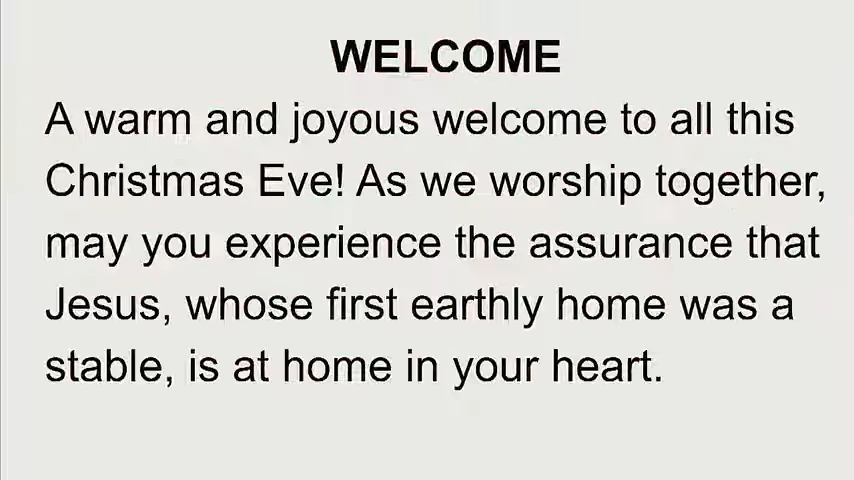 WELCOME
A warm and joyous welcome to all this
Christmas Eve! As we worship together,
may you experience the assurance that
Jesus, whose first earthly home was a
stable, is at home in your heart.